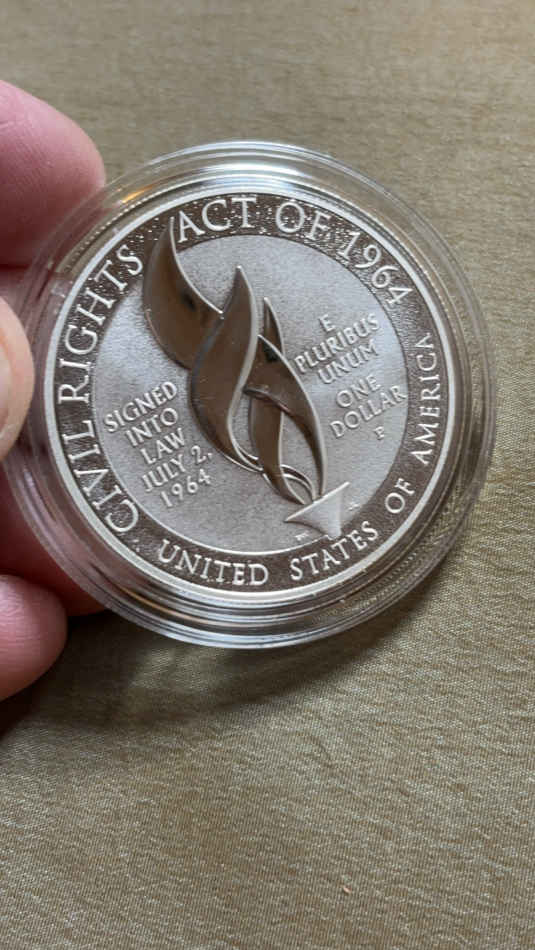 CIVIL RIGHTS ACT OF 1964
SIGNED
INTO
LAW
JULY 2,
1964
E
PLURIBUS
UNUM
ONE
DOLLAR
P
UNITED STATES OF AMERICA